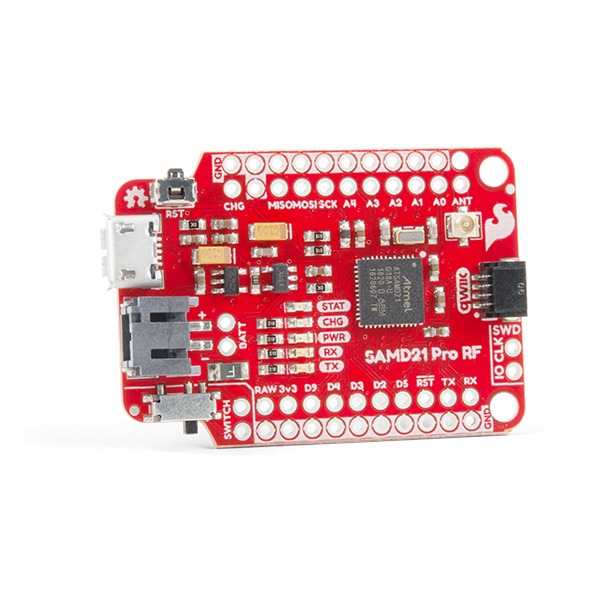 GND
CHG MISO MOSI SCK A4 A3 A2 A1 A0 ANT
RST
Atmel
ATSAMD21
G18A-U
qwiic
STAT
CHG
PWR
RX
TX
+
BATT
-
SAMD21 Pro RF
SWD
IO CLK
RAW 3v3 D9 D4 D3 D2 D5 RST TX RX
SWITCH
GND